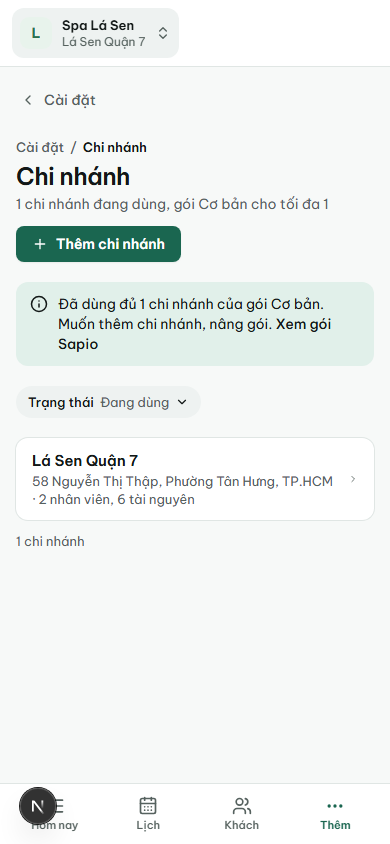 L
Spa Lá Sen
Lá Sen Quận 7
Cài đặt
Cài đặt / Chi nhánh
Chi nhánh
1 chi nhánh đang dùng, gói Cơ bản cho tối đa 1
+ Thêm chi nhánh
Đã dùng đủ 1 chi nhánh của gói Cơ bản.
Muốn thêm chi nhánh, nâng gói. Xem gói
Sapio
Trạng thái Đang dùng
Lá Sen Quận 7
58 Nguyễn Thị Thập, Phường Tân Hưng, TP.HCM
· 2 nhân viên, 6 tài nguyên
1 chi nhánh
N
Hôm nay
Lịch
Khách
Thêm